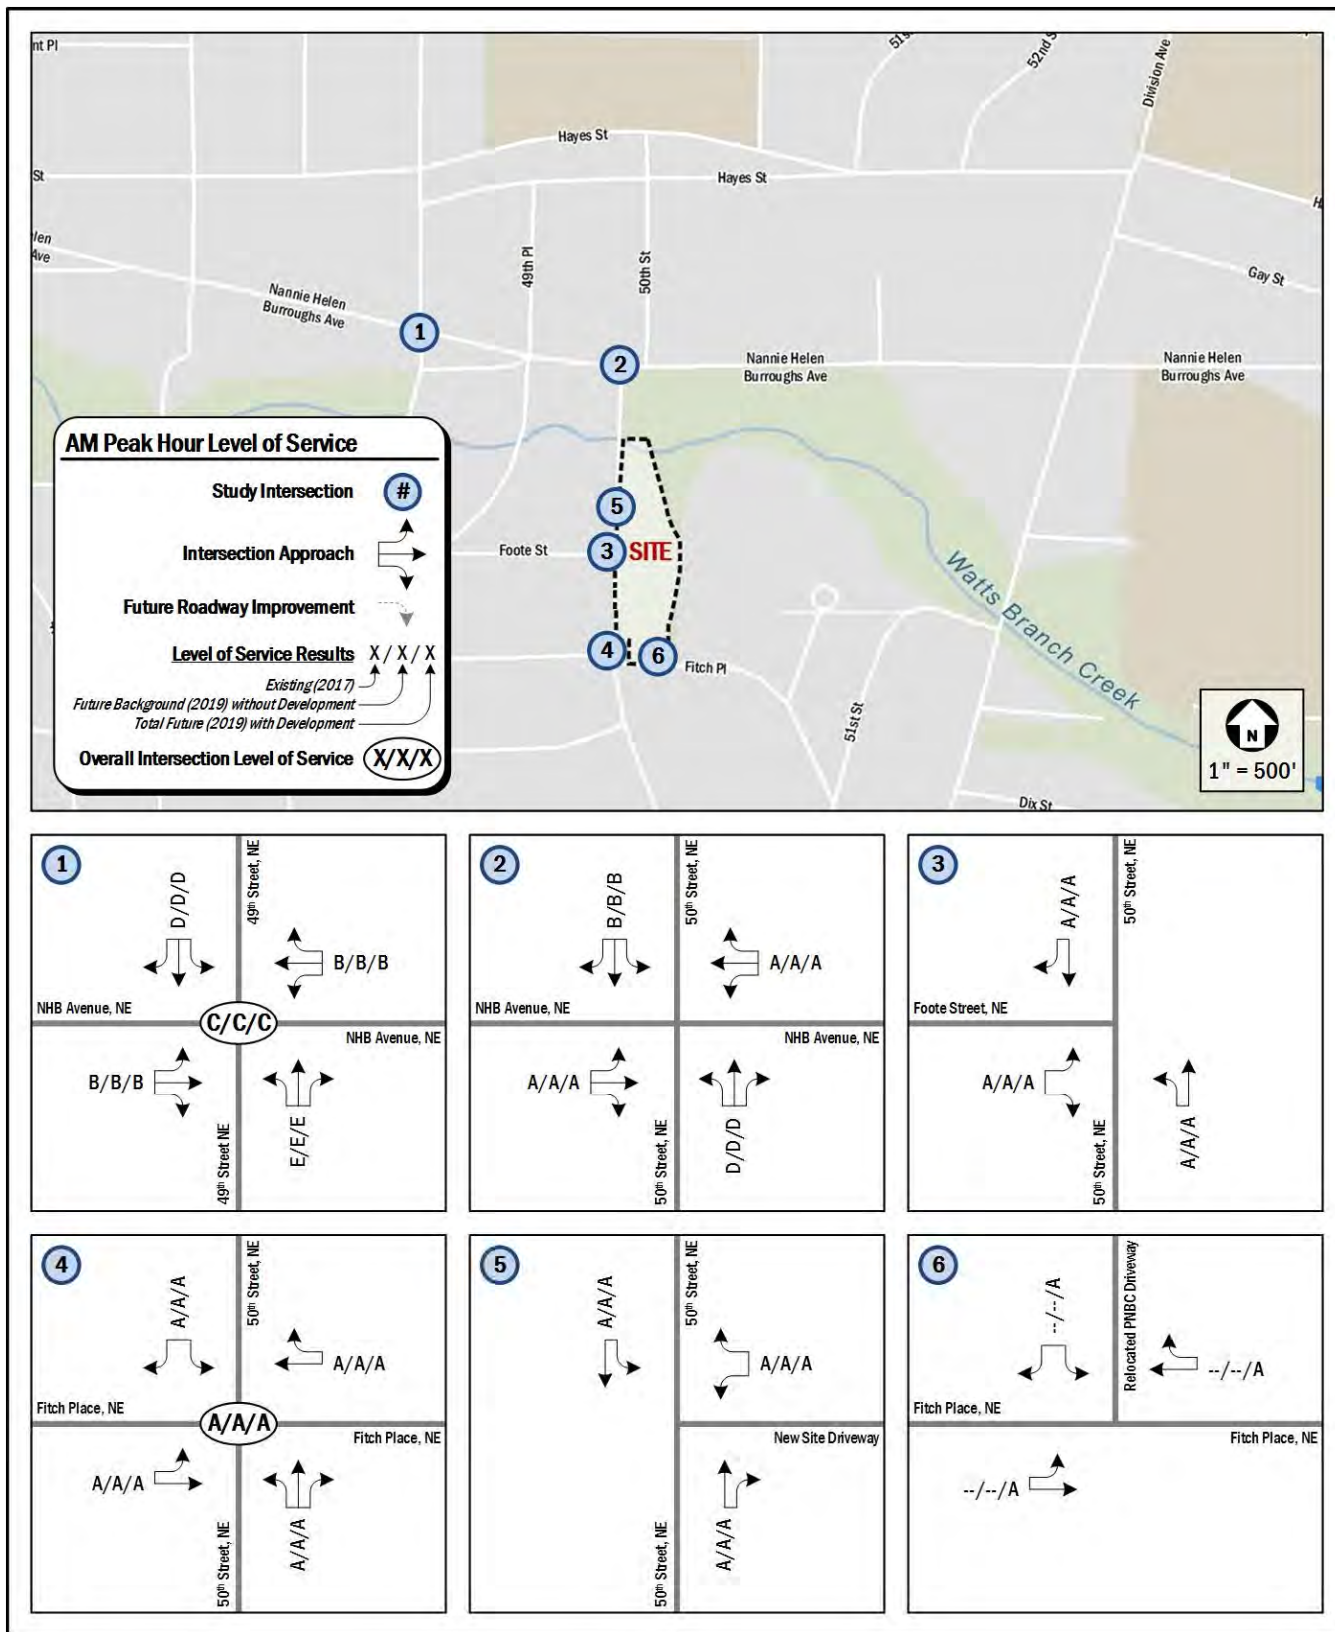 nt Pl
51st
52nd S
Division Ave
Hayes St
St
Hayes St
H
elen
Ave
49th Pl
50th St
Gay St
Nannie Helen
Burroughs Ave
1
2
Nannie Helen
Burroughs Ave
Nannie Helen
Burroughs Ave
AM Peak Hour Level of Service
Study Intersection #
Intersection Approach
Future Roadway Improvement
Level of Service Results X / X / X
Existing (2017)
Future Background (2019) without Development
Total Future (2019) with Development
Overall Intersection Level of Service X/X/X
5
Foote St
3 SITE
4
6
Fitch Pl
Watts Branch Creek
51st St
Dix St
N
1" = 500'
1
D/D/D
49th Street, NE
B/B/B
NHB Avenue, NE
C/C/C
NHB Avenue, NE
B/B/B
E/E/E
49th Street NE
2
B/B/B
50th Street, NE
A/A/A
NHB Avenue, NE
NHB Avenue, NE
A/A/A
D/D/D
50th Street, NE
3
A/A/A
50th Street, NE
Foote Street, NE
A/A/A
A/A/A
50th Street, NE
4
A/A/A
50th Street, NE
A/A/A
Fitch Place, NE
A/A/A
Fitch Place, NE
A/A/A
A/A/A
50th Street, NE
5
A/A/A
50th Street, NE
A/A/A
New Site Driveway
A/A/A
50th Street, NE
6
--/--/A
Relocated PNBC Driveway
--/--/A
Fitch Place, NE
Fitch Place, NE
--/--/A